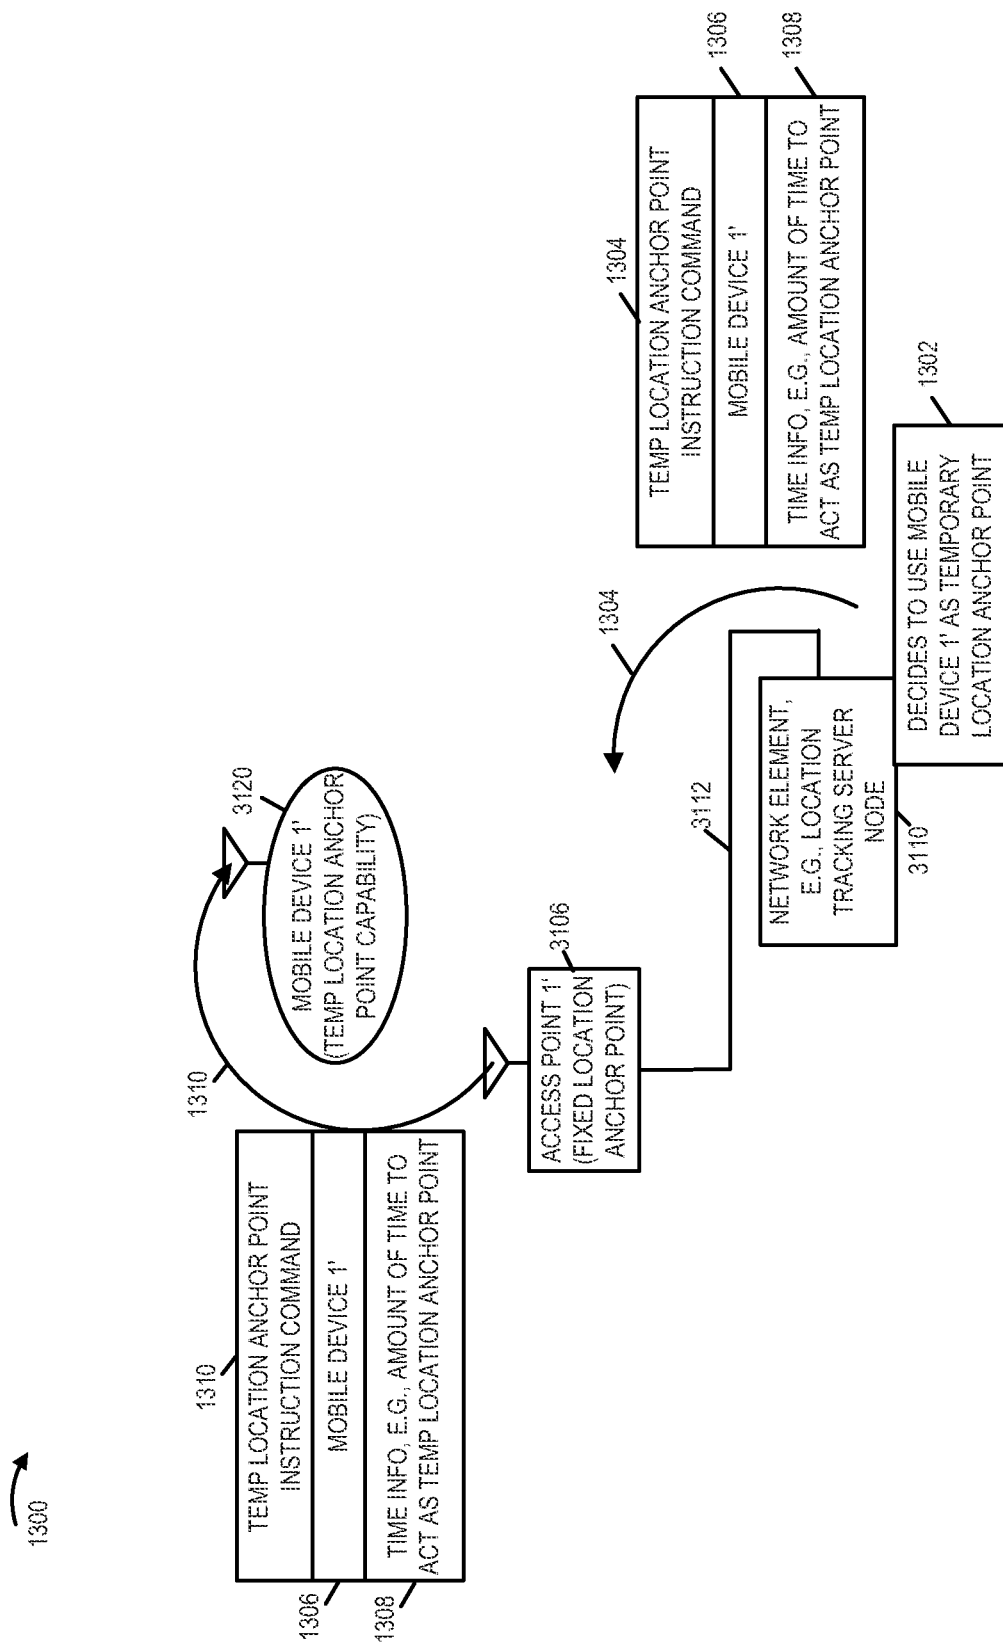 1300
1310
TEMP LOCATION ANCHOR POINT
INSTRUCTION COMMAND
MOBILE DEVICE 1'
1306
TIME INFO, E.G., AMOUNT OF TIME TO
ACT AS TEMP LOCATION ANCHOR POINT
1308
1310
3120
MOBILE DEVICE 1'
(TEMP LOCATION ANCHOR
POINT CAPABILITY)
3106
ACCESS POINT 1'
(FIXED LOCATION
ANCHOR POINT)
3112
1304
1304
TEMP LOCATION ANCHOR POINT
INSTRUCTION COMMAND
1306
MOBILE DEVICE 1'
1308
TIME INFO, E.G., AMOUNT OF TIME TO
ACT AS TEMP LOCATION ANCHOR POINT
NETWORK ELEMENT,
E.G., LOCATION
TRACKING SERVER
NODE
3110
1302
DECIDES TO USE MOBILE
DEVICE 1' AS TEMPORARY
LOCATION ANCHOR POINT